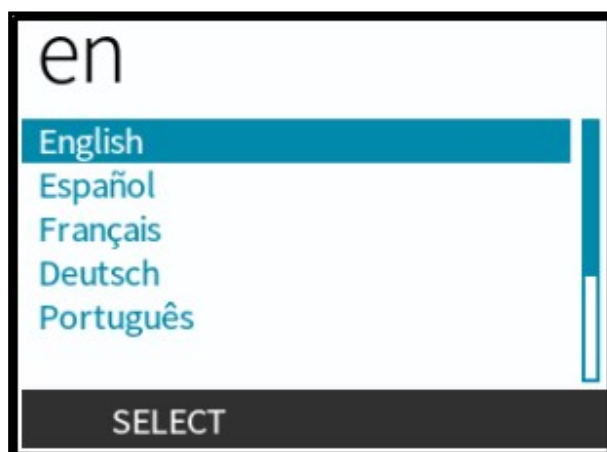 en
English
Español
Français
Deutsch
Português
SELECT